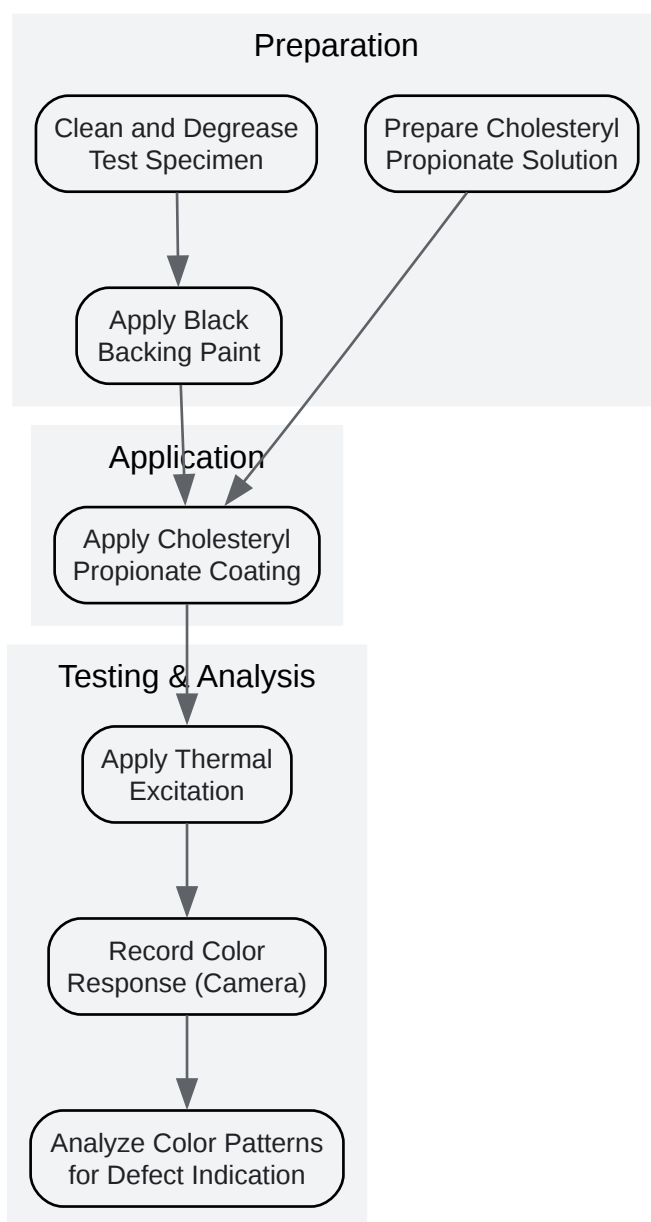 Preparation
Clean and Degrease
Test Specimen
Prepare Cholesteryl
Propionate Solution
Apply Black
Backing Paint
Application
Apply Cholesteryl
Propionate Coating
Testing & Analysis
Apply Thermal
Excitation
Record Color
Response (Camera)
Analyze Color Patterns
for Defect Indication